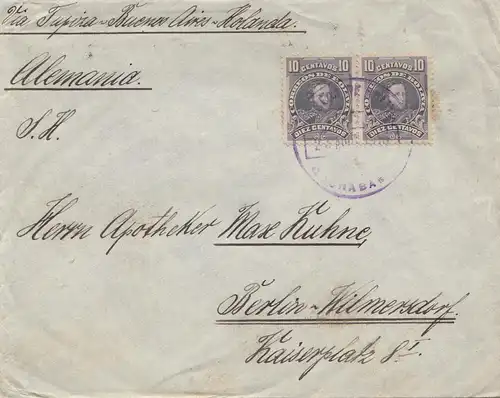 Via Tupiza-Buenos Aires-Holanda.
Alemania.
S.H.
10 CENTAVOS 10
CORREOS DE BOLIVIA
DIEZ CENTAVOS
10 CENTAVOS 10
CORREOS DE BOLIVIA
DIEZ CENTAVOS
Herrn Apotheker Max Kuhne,
Berlin-Wilmersdorf.
Kaiserplatz 8 I.